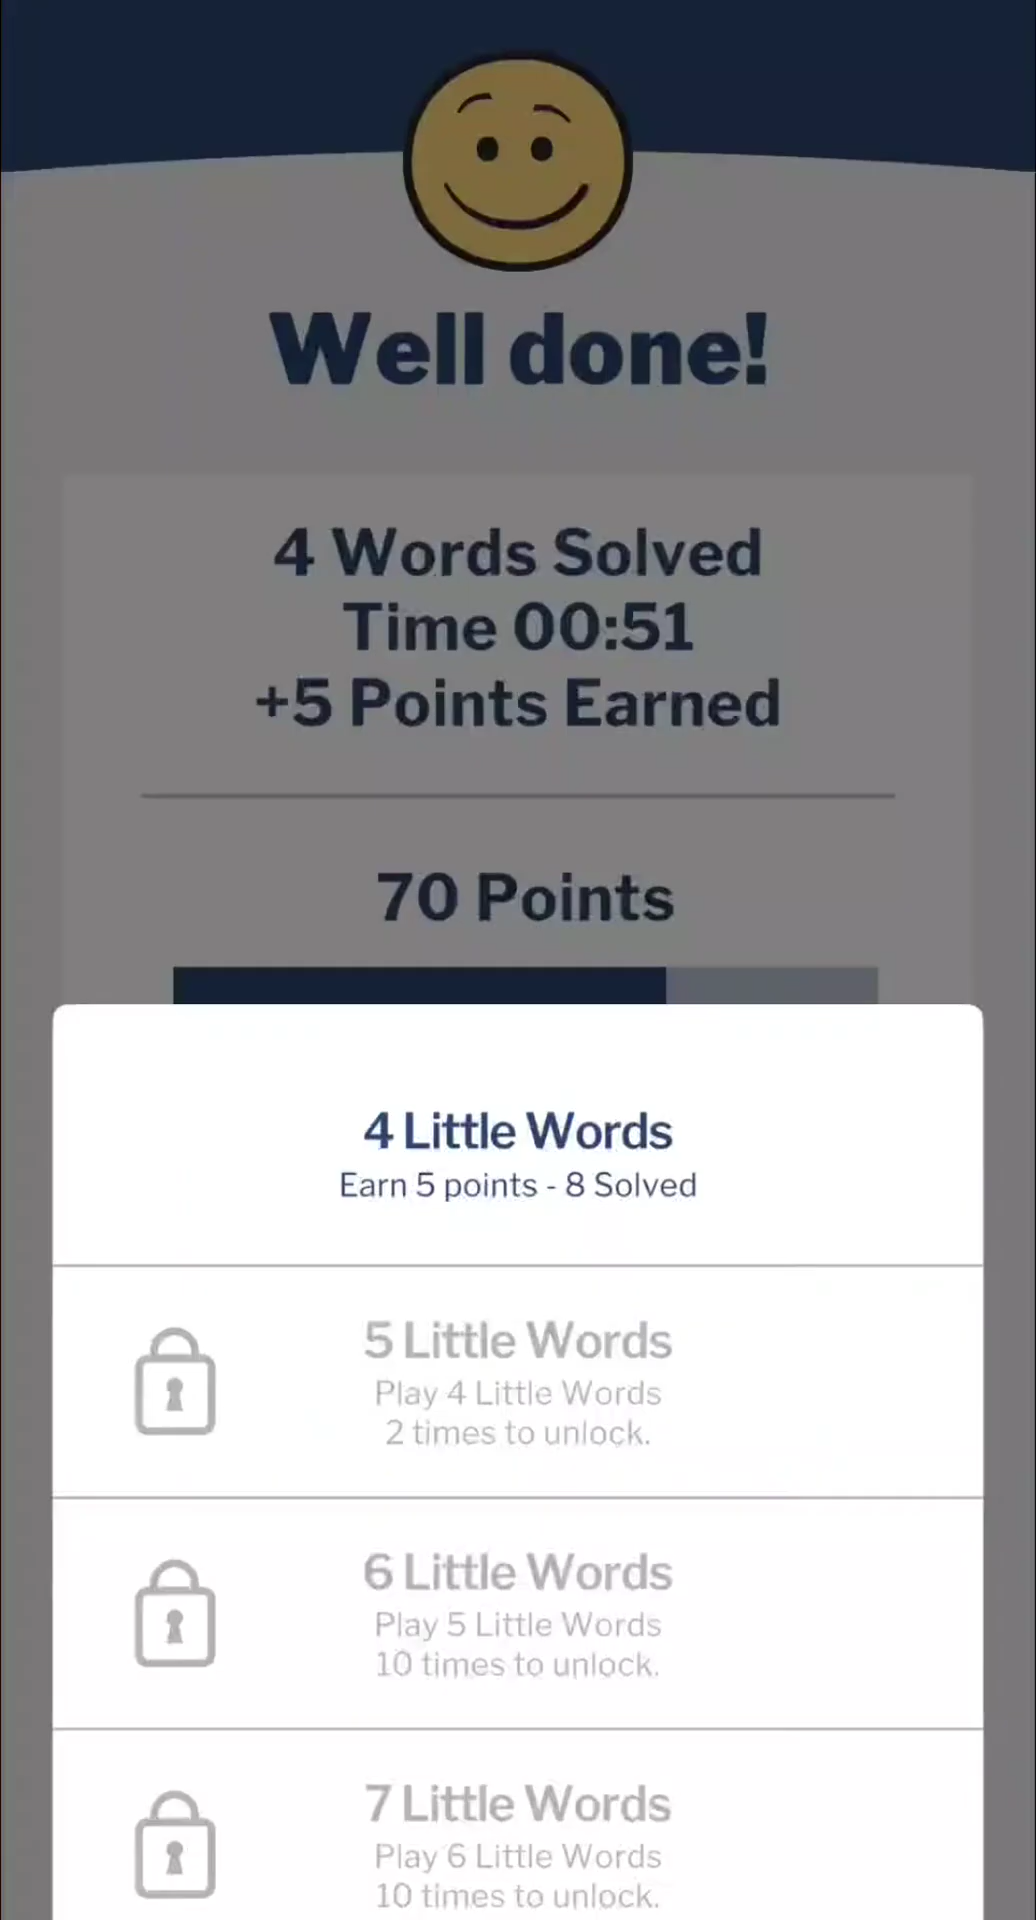 Well done!
4 Words Solved
Time 00:51
+5 Points Earned
70 Points
4 Little Words
Earn 5 points - 8 Solved
5 Little Words
Play 4 Little Words
2 times to unlock.
6 Little Words
Play 5 Little Words
10 times to unlock.
7 Little Words
Play 6 Little Words
10 times to unlock.